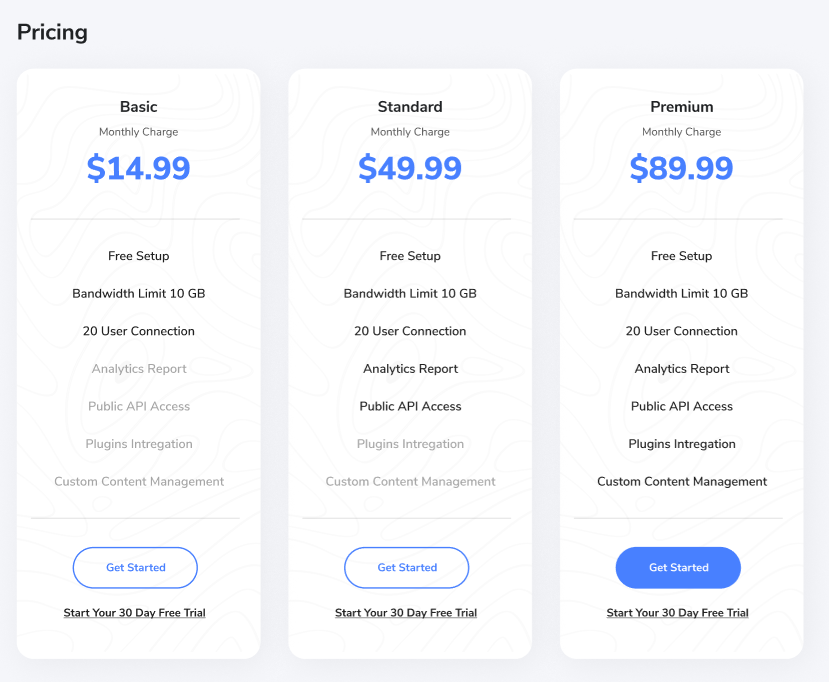 Pricing
Basic
Monthly Charge
$14.99
Free Setup
Bandwidth Limit 10 GB
20 User Connection
Analytics Report
Public API Access
Plugins Intregation
Custom Content Management
Get Started
Start Your 30 Day Free Trial
Standard
Monthly Charge
$49.99
Free Setup
Bandwidth Limit 10 GB
20 User Connection
Analytics Report
Public API Access
Plugins Intregation
Custom Content Management
Get Started
Start Your 30 Day Free Trial
Premium
Monthly Charge
$89.99
Free Setup
Bandwidth Limit 10 GB
20 User Connection
Analytics Report
Public API Access
Plugins Intregation
Custom Content Management
Get Started
Start Your 30 Day Free Trial